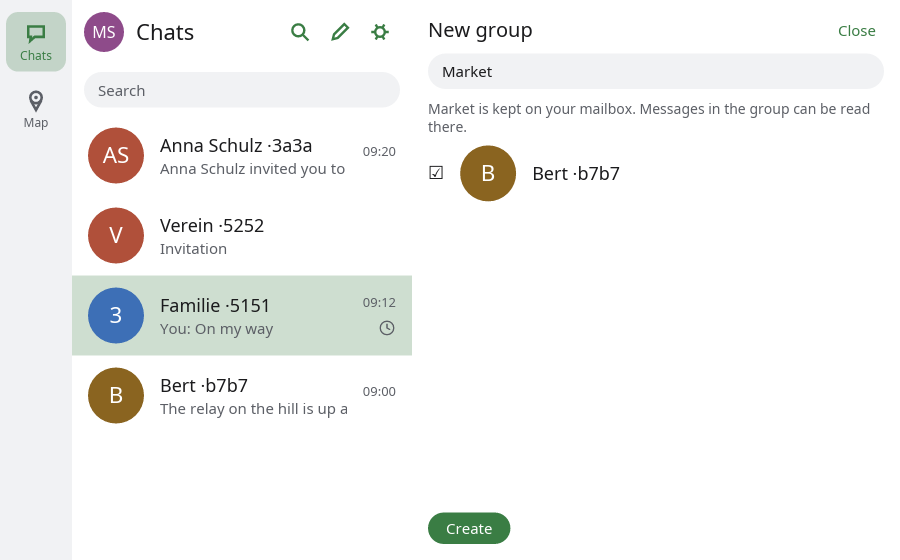 Chats
Map
MS
Chats
Search
AS
Anna Schulz ·3a3a
09:20
Anna Schulz invited you to
V
Verein ·5252
Invitation
3
Familie ·5151
09:12
You: On my way
B
Bert ·b7b7
09:00
The relay on the hill is up a
New group
Close
Market
Market is kept on your mailbox. Messages in the group can be read
there.
☑
B
Bert ·b7b7
Create